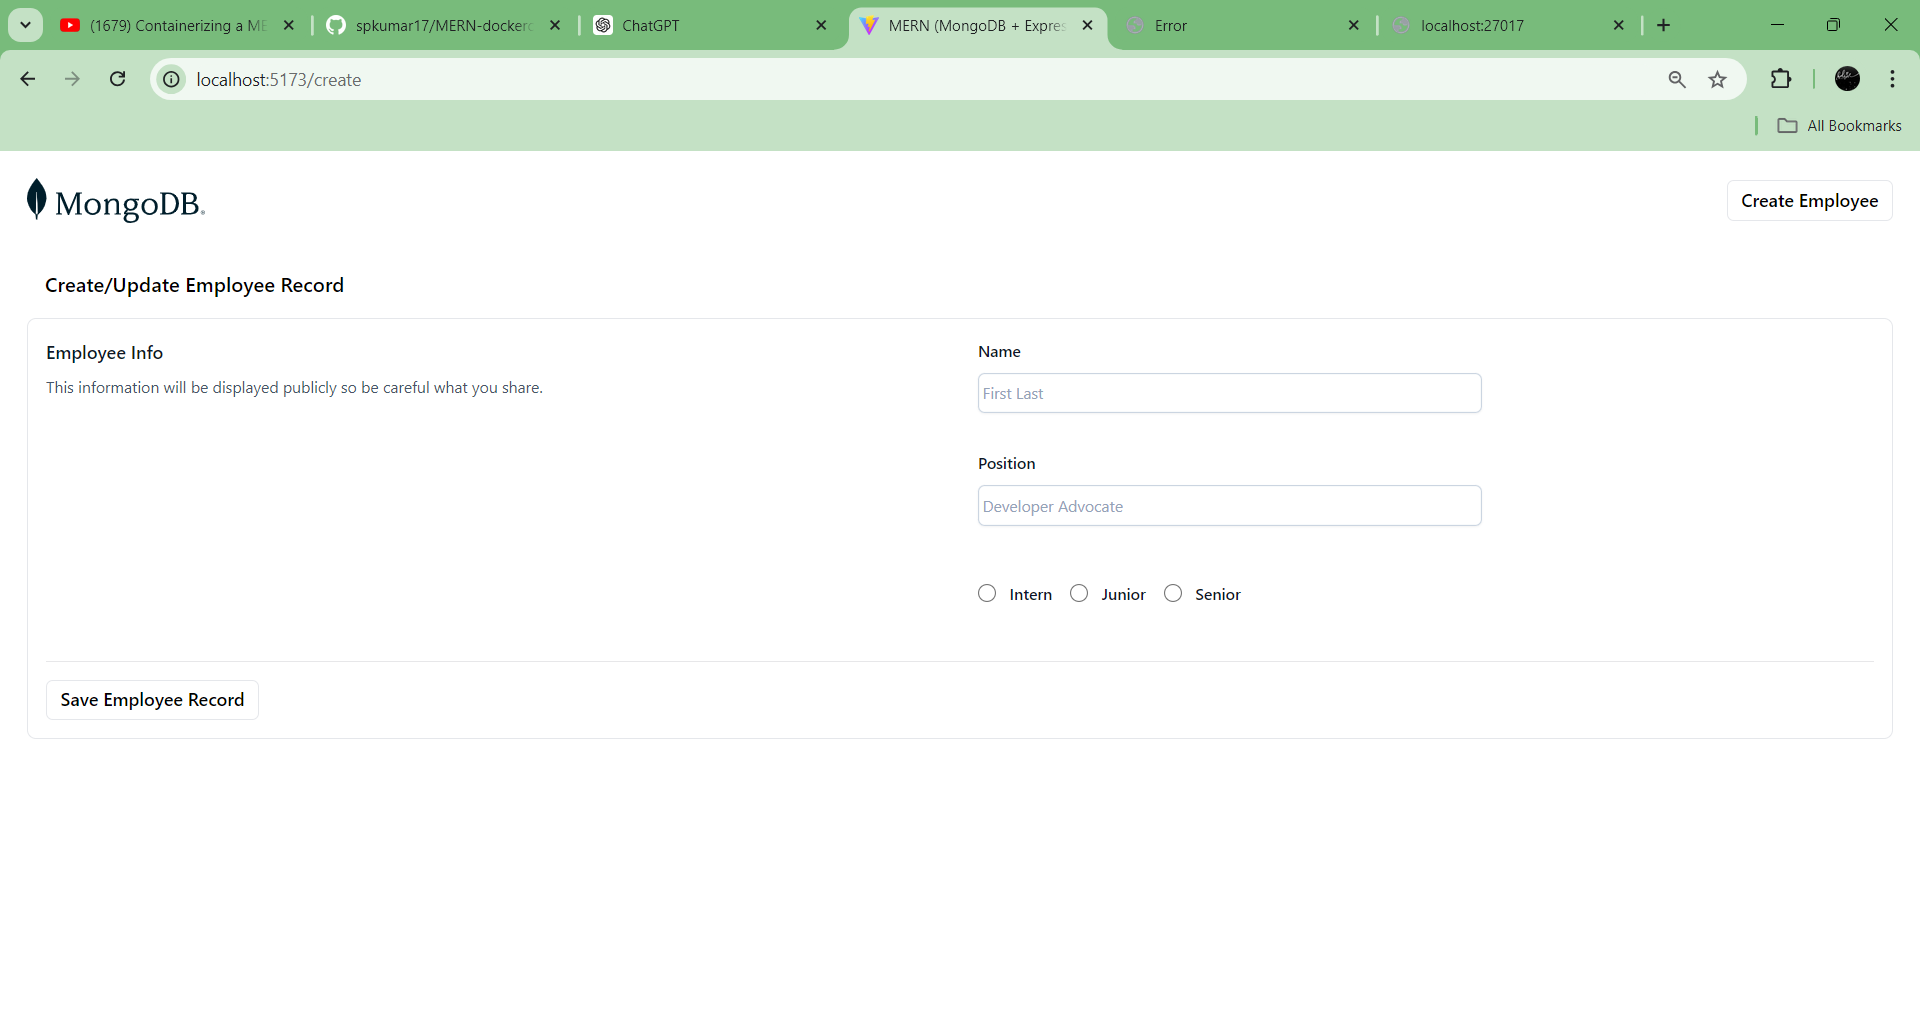 (1679) Containerizing a ME
spkumar17/MERN-dockerc
ChatGPT
MERN (MongoDB + Expres
Error
localhost:27017
localhost:5173/create
All Bookmarks
MongoDB®
Create Employee
Create/Update Employee Record
Employee Info
This information will be displayed publicly so be careful what you share.
Name
First Last
Position
Developer Advocate
Intern Junior Senior
Save Employee Record